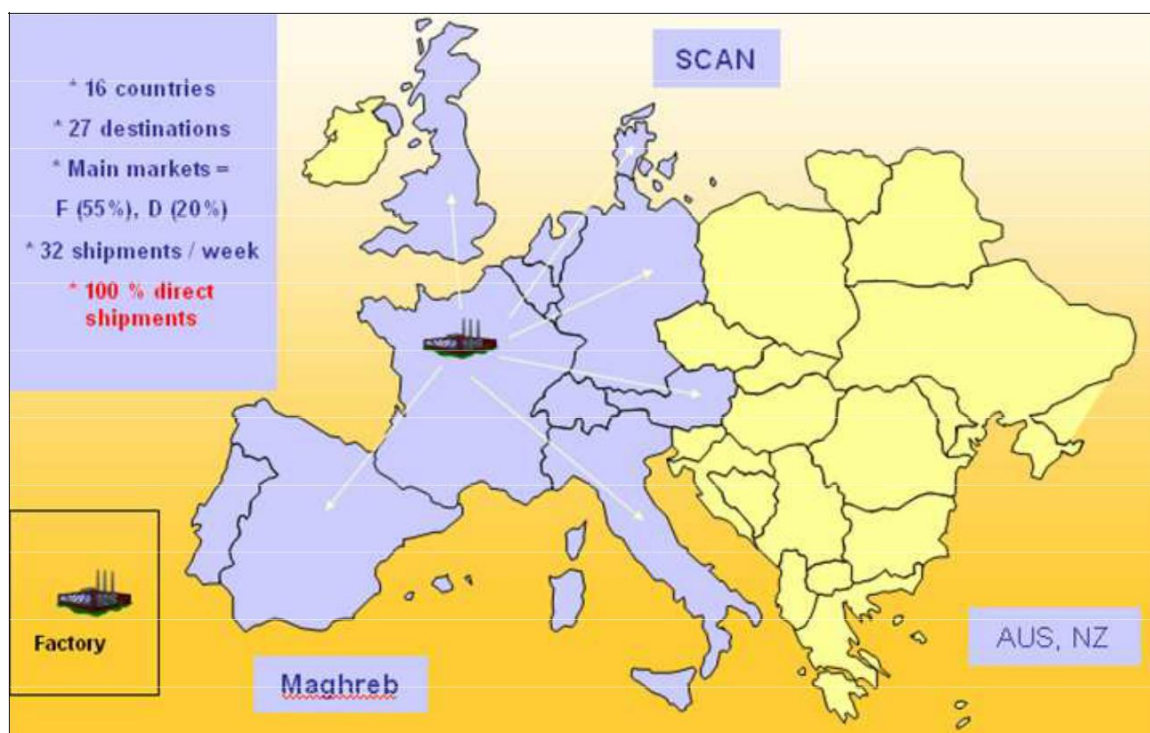 * 16 countries
* 27 destinations
* Main markets =
F (55%), D (20%)
* 32 shipments / week
* 100 % direct
shipments
SCAN
Factory
Maghreb
AUS, NZ